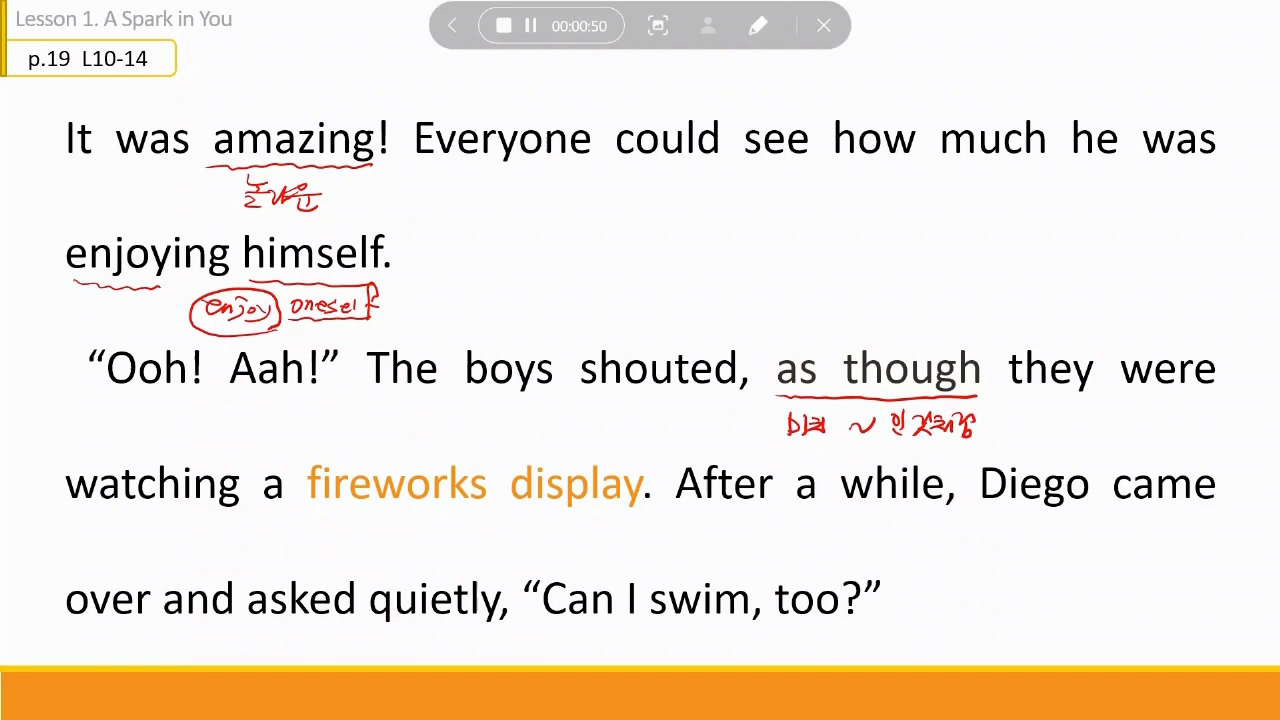 Lesson 1. A Spark in You
00:00:50
p.19 L10-14
It was amazing! Everyone could see how much he was
놀라운
enjoying himself.
enjoy oneself
“Ooh! Aah!” The boys shouted, as though they were
마치 ~ 인 것처럼
watching a fireworks display. After a while, Diego came
over and asked quietly, “Can I swim, too?”